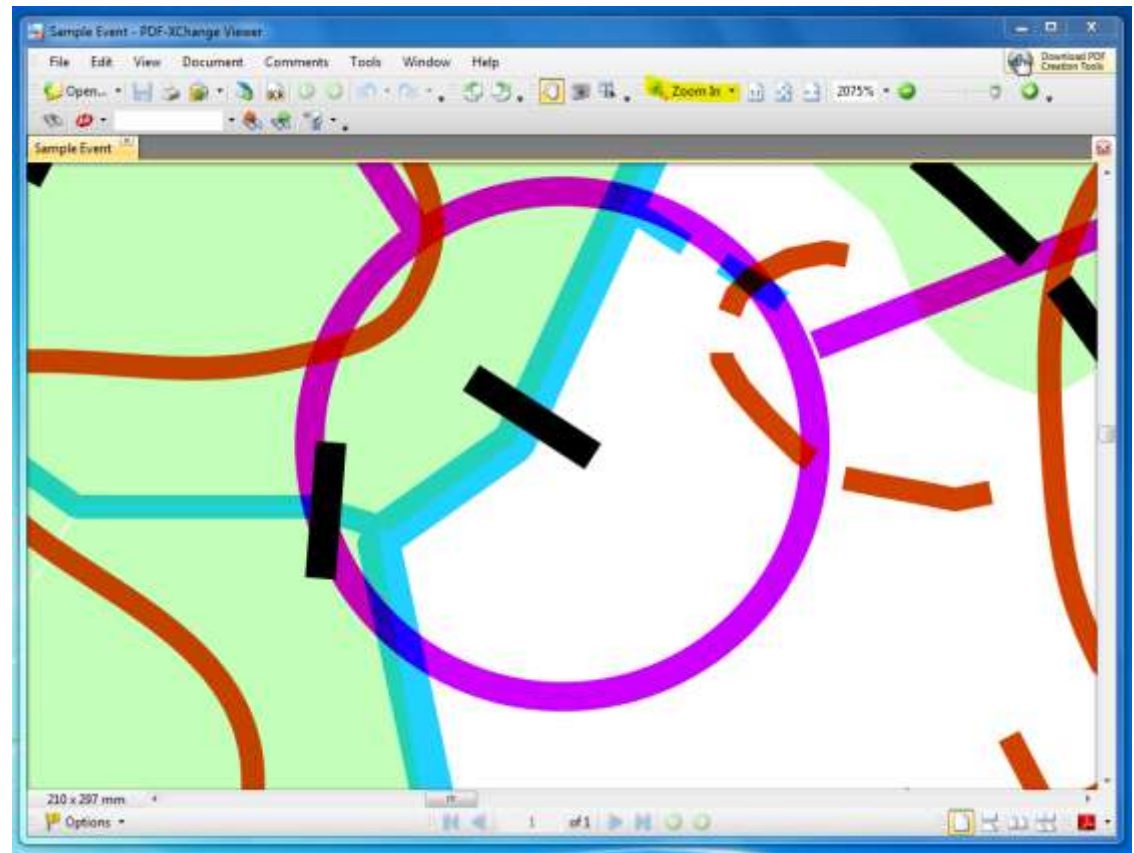 Sample Event - PDF-XChange Viewer
File Edit View Document Comments Tools Window Help
Download PDF
Creation Tools
Open... Zoom In 2075%
Sample Event
210 x 297 mm
Options 1 of 1